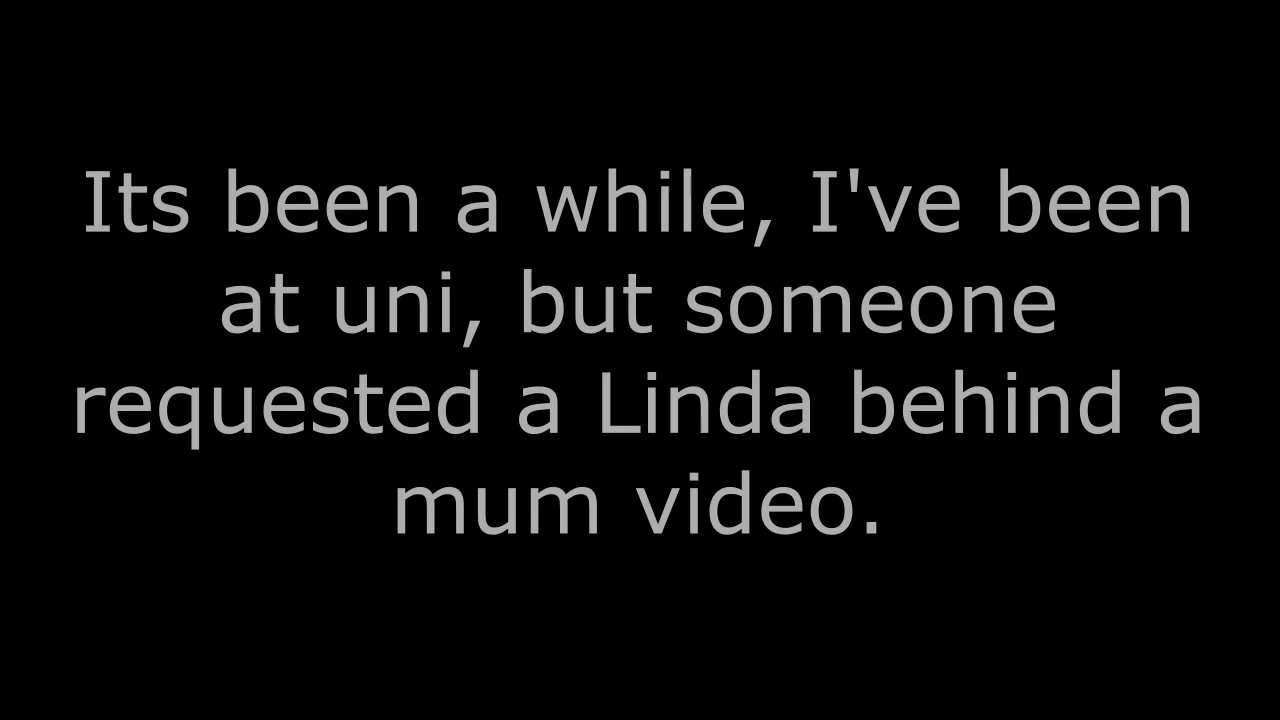 Its been a while, I've been
at uni, but someone
requested a Linda behind a
mum video.